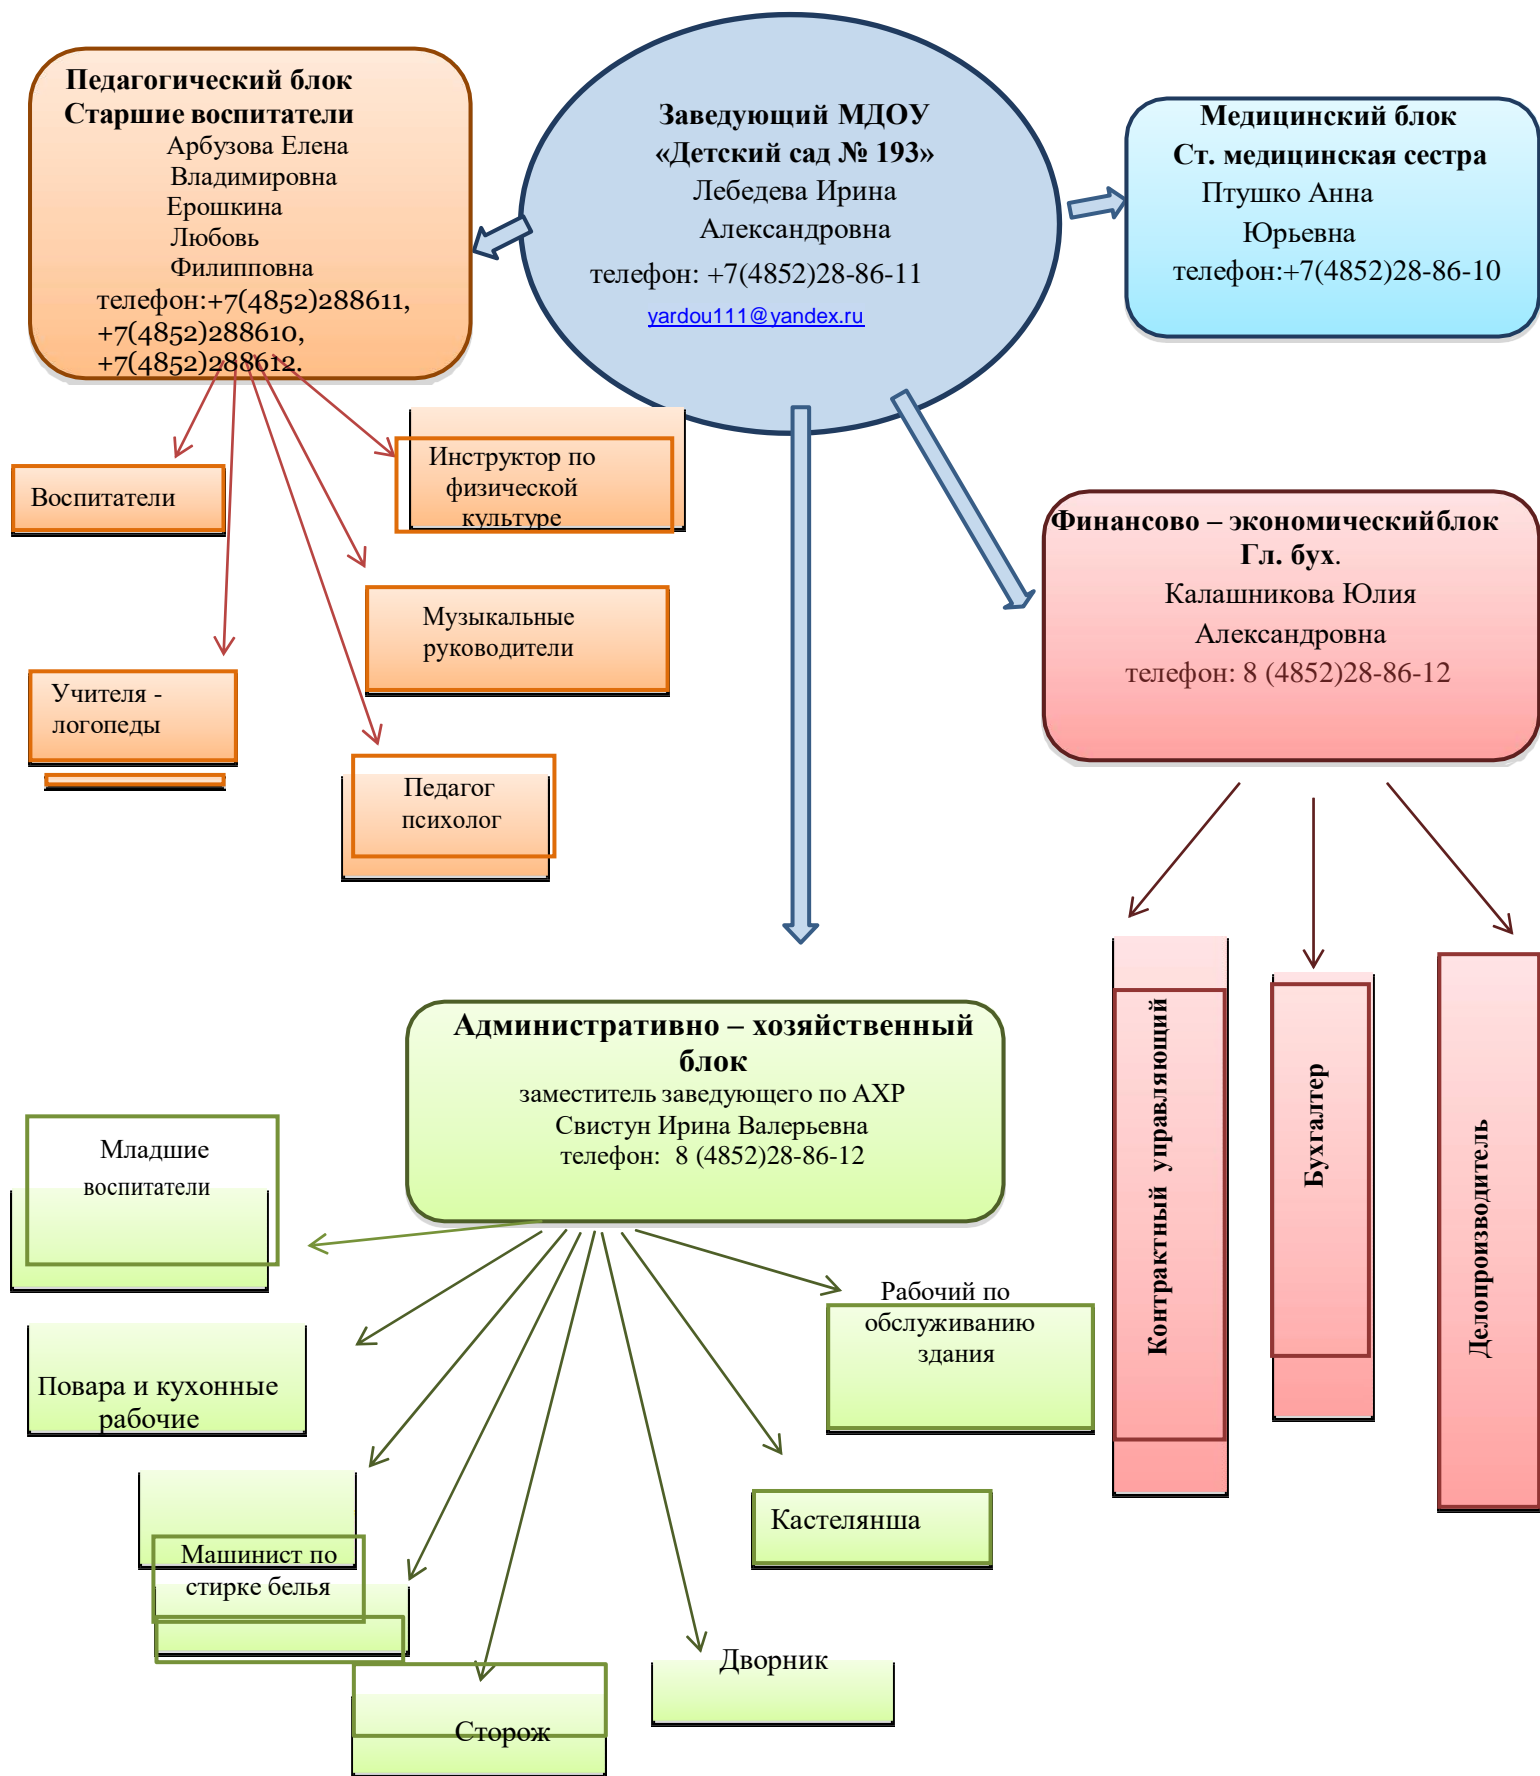 Педагогический блок
Старшие воспитатели
Арбузова Елена
Владимировна
Ерошкина
Любовь
Филипповна
телефон:+7(4852)288611,
+7(4852)288610,
+7(4852)288612.
Заведующий МДОУ
«Детский сад № 193»
Лебедева Ирина
Александровна
телефон: +7(4852)28-86-11
yardou111@yandex.ru
Медицинский блок
Ст. медицинская сестра
Птушко Анна
Юрьевна
телефон:+7(4852)28-86-10
Воспитатели
Инструктор по
физической
культуре
Музыкальные
руководители
Учителя -
логопеды
Педагог
психолог
Финансово – экономическийблок
Гл. бух.
Калашникова Юлия
Александровна
телефон: 8 (4852)28-86-12
Контрактный управляющий
Бухгалтер
Делопроизводитель
Административно – хозяйственный
блок
заместитель заведующего по АХР
Свистун Ирина Валерьевна
телефон: 8 (4852)28-86-12
Младшие
воспитатели
Повара и кухонные
рабочие
Машинист по
стирке белья
Сторож
Дворник
Кастелянша
Рабочий по
обслуживанию
здания